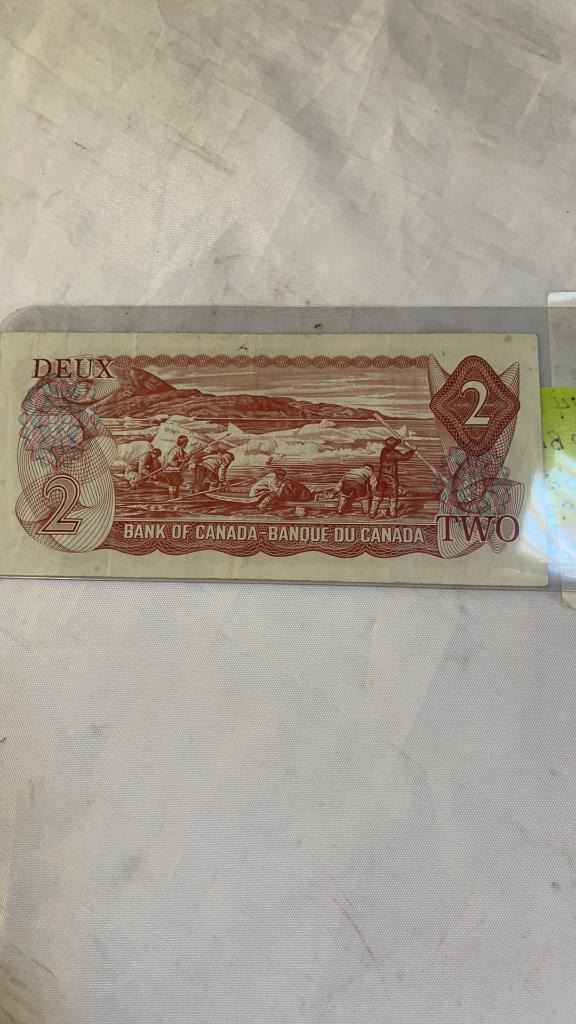 DEUX
2
2
BANK OF CANADA–BANQUE DU CANADA
TWO